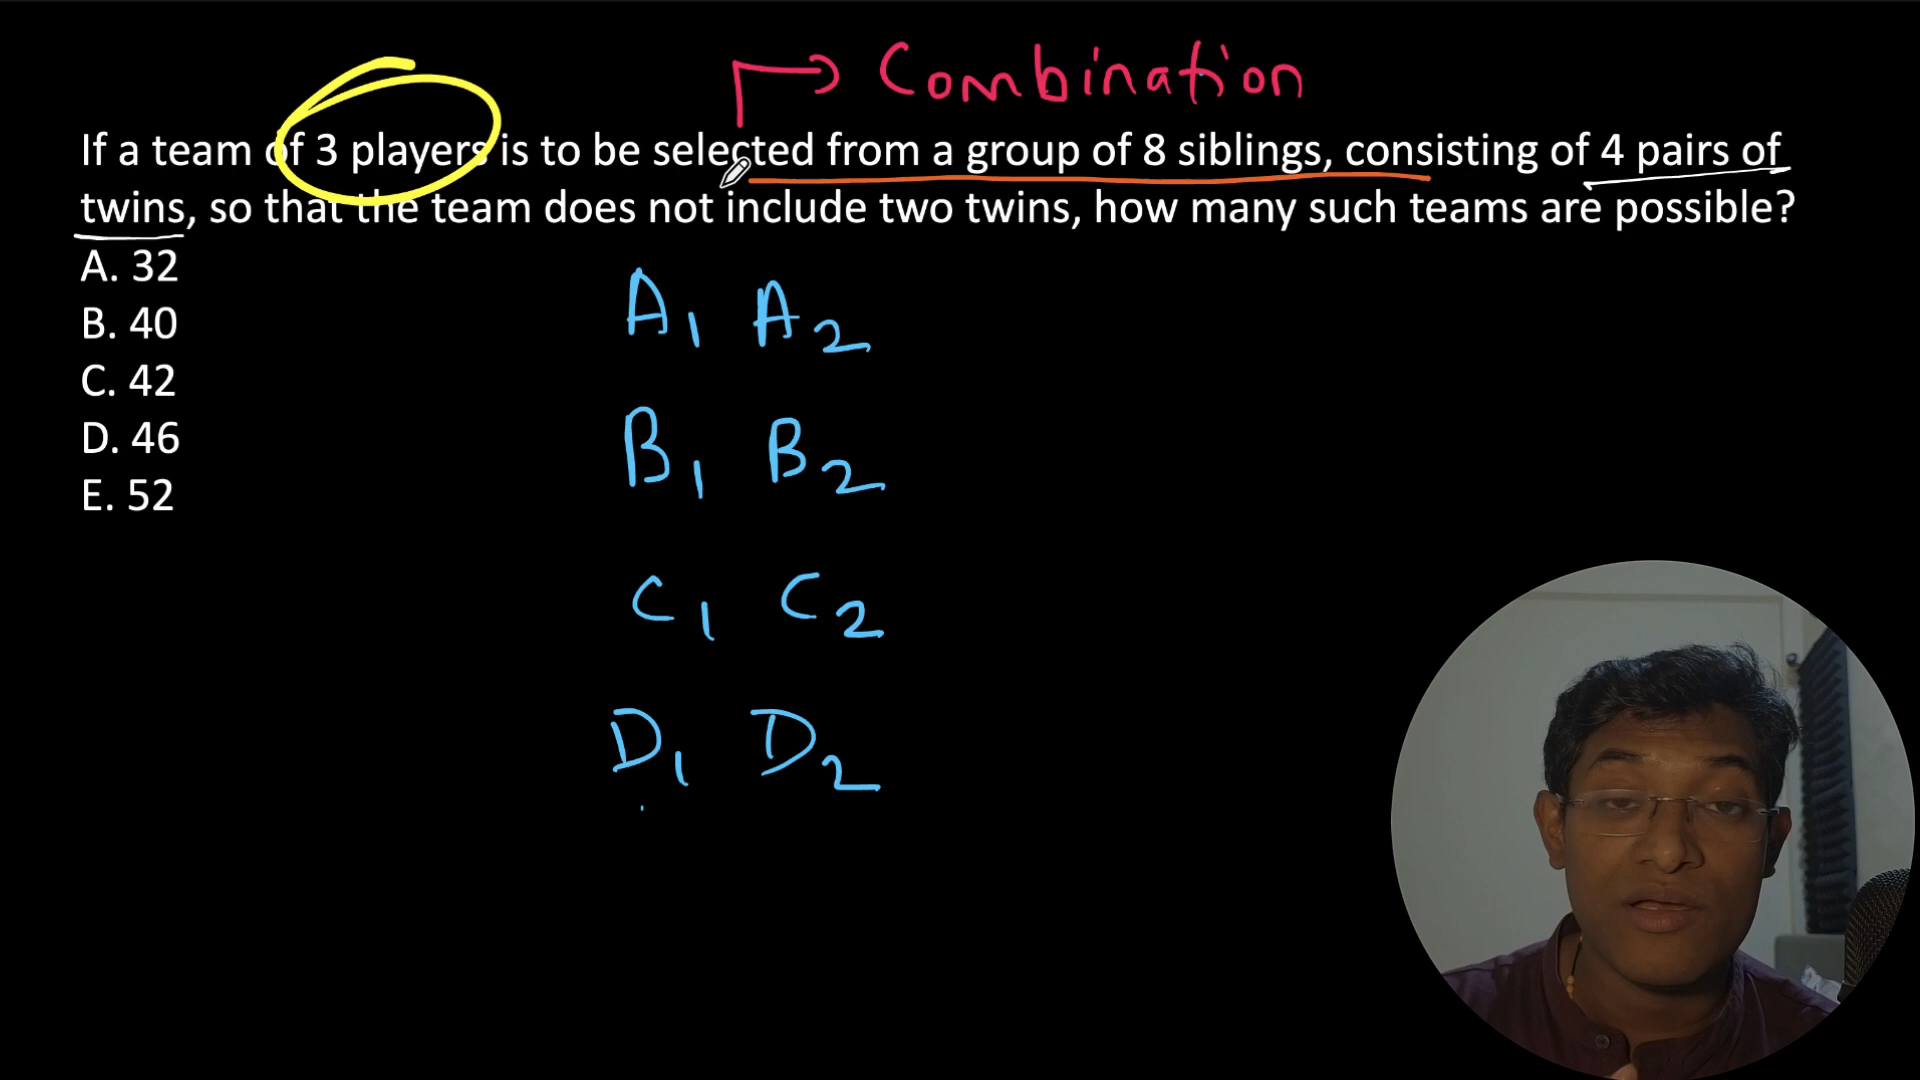 Combination
If a team of 3 players is to be selected from a group of 8 siblings, consisting of 4 pairs of
twins, so that the team does not include two twins, how many such teams are possible?
A. 32
B. 40
C. 42
D. 46
E. 52
A1 A2
B1 B2
C1 C2
D1 D2